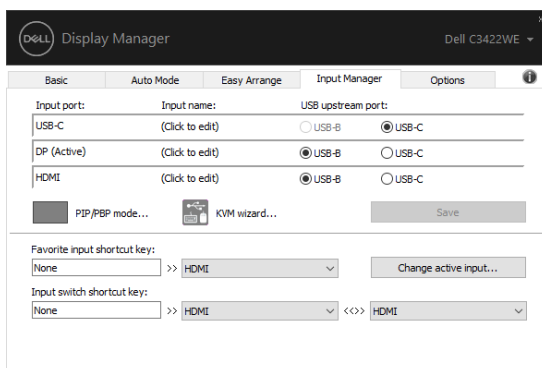 DELL Display Manager Dell C3422WE
Basic Auto Mode Easy Arrange Input Manager Options
Input port: Input name: USB upstream port:
USB-C (Click to edit) USB-B USB-C
DP (Active) (Click to edit) USB-B USB-C
HDMI (Click to edit) USB-B USB-C
PIP/PBP mode... KVM wizard... Save
Favorite input shortcut key:
None >> HDMI Change active input...
Input switch shortcut key:
None >> HDMI <<>> HDMI